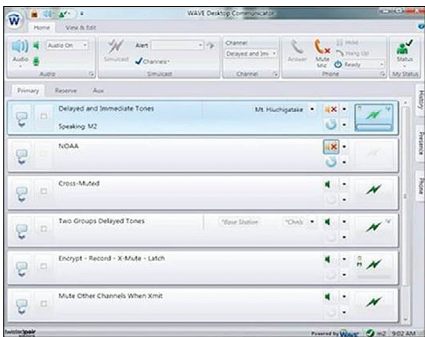 WAVE Desktop Communicator
W
Home View & Edit
Audio Audio On
Audio
Simulcast Alert Channels
Simulcast
Channel
Delayed and Imm
Channel
Answer Mute Mic Hold
Hang Up
Ready
Phone
Status
My Status
Primary Reserve Aux
History
Presence
Phone
Delayed and Immediate Tones Mt. Hiuchigatake
Speaking: M2
NOAA
Cross-Muted
Two Groups Delayed Tones *Base Station *Chnls
Encrypt - Record - X-Mute - Latch
Mute Other Channels When Xmit
twistedpair Powered by WAVE m2 9:02 AM